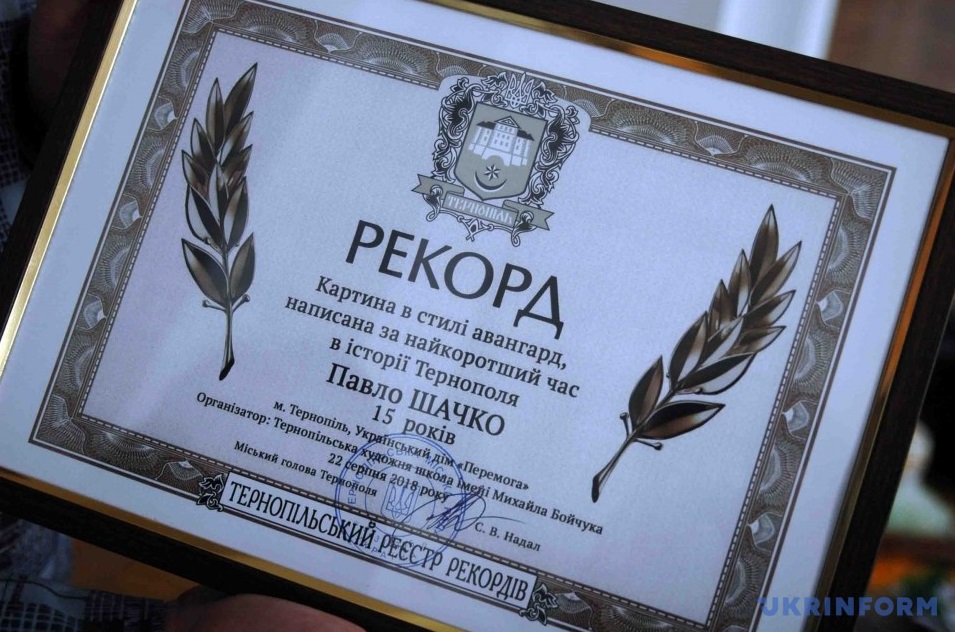 ТЕРНОПІЛЬ
РЕКОРД
Картина в стилі авангард,
написана за найкоротший час
в історії Тернополя
Павло ШАЧКО
15 років
м. Тернопіль, Український дім «Перемога»
Організатор: Тернопільська художня школа імені Михайла Бойчука
22 серпня 2018 року
Міський голова Тернополя
С. В. Надал
ТЕРНОПІЛЬСЬКИЙ РЕЄСТР РЕКОРДІВ
UKRINFORM